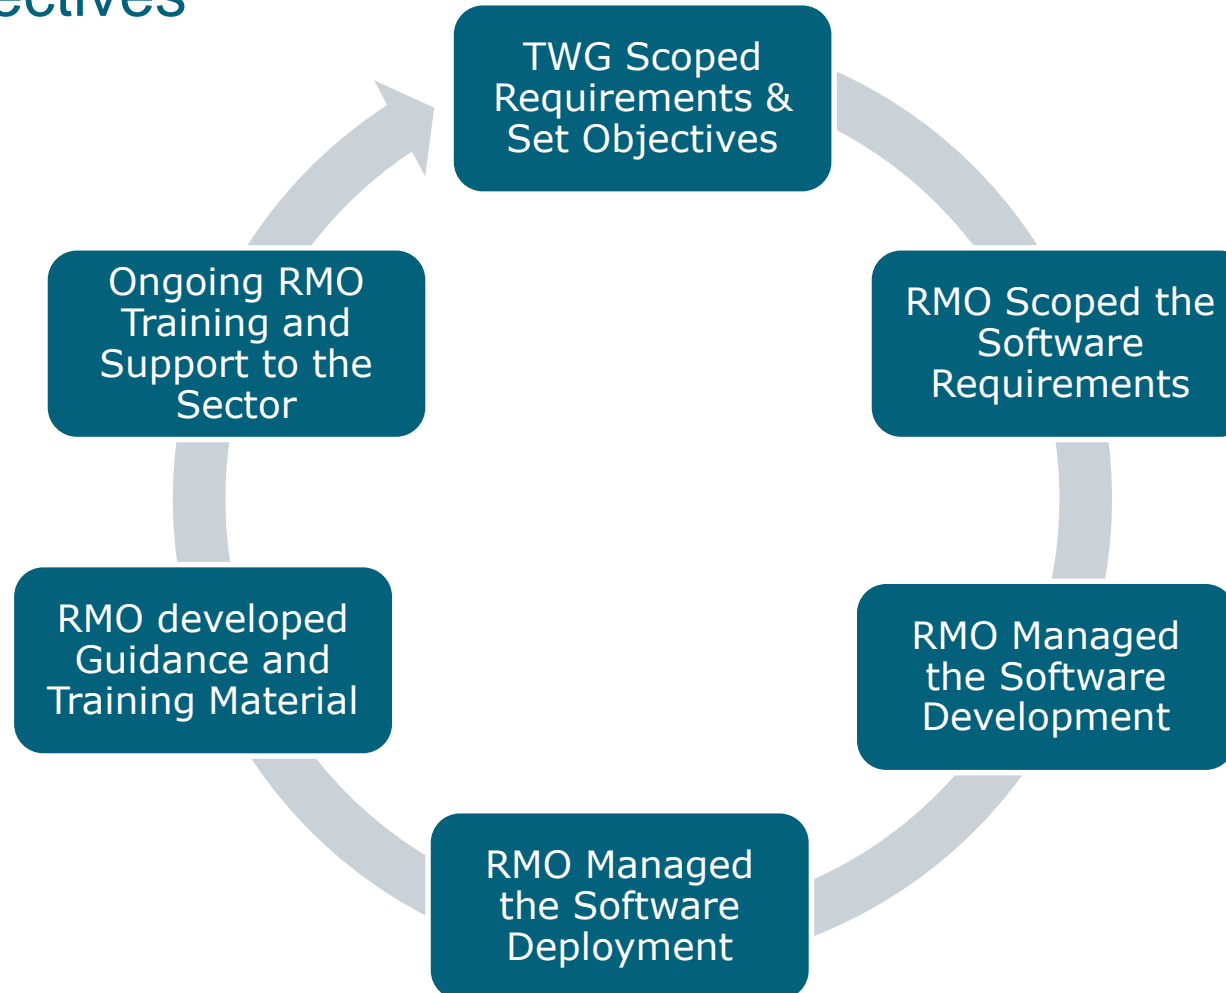 ectives
TWG Scoped
Requirements &
Set Objectives
RMO Scoped the
Software
Requirements
RMO Managed
the Software
Development
RMO Managed
the Software
Deployment
RMO developed
Guidance and
Training Material
Ongoing RMO
Training and
Support to the
Sector